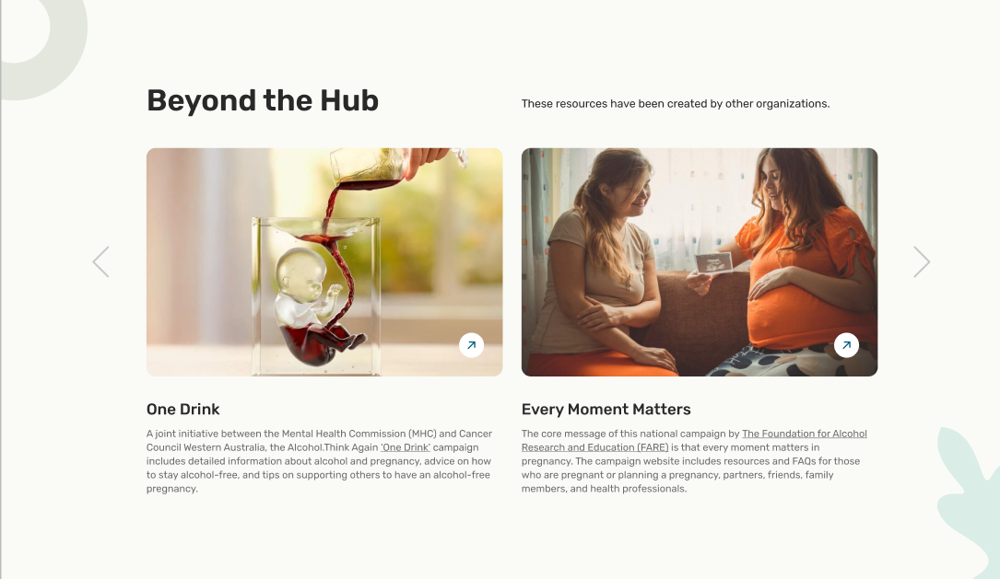 Beyond the Hub
These resources have been created by other organizations.
One Drink
A joint initiative between the Mental Health Commission (MHC) and Cancer
Council Western Australia, the Alcohol.Think Again 'One Drink' campaign
includes detailed information about alcohol and pregnancy, advice on how
to stay alcohol-free, and tips on supporting others to have an alcohol-free
pregnancy.
Every Moment Matters
The core message of this national campaign by The Foundation for Alcohol
Research and Education (FARE) is that every moment matters in
pregnancy. The campaign website includes resources and FAQs for those
who are pregnant or planning a pregnancy, partners, friends, family
members, and health professionals.